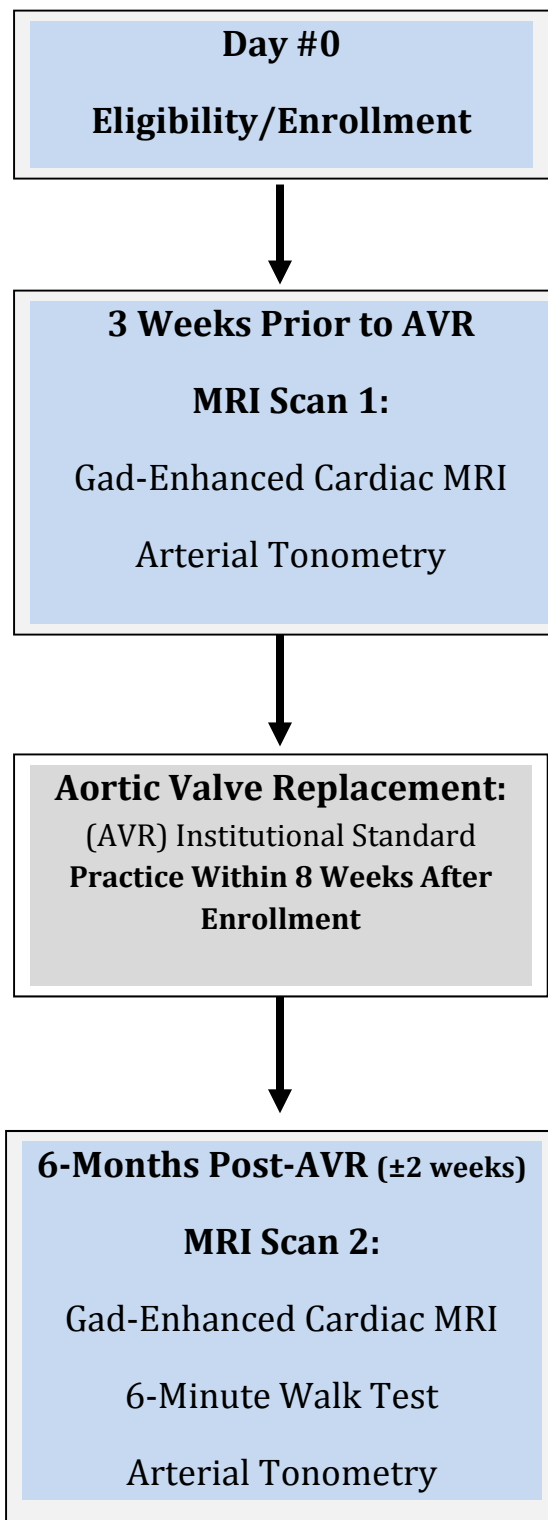 Day #0
Eligibility/Enrollment
3 Weeks Prior to AVR
MRI Scan 1:
Gad-Enhanced Cardiac MRI
Arterial Tonometry
Aortic Valve Replacement:
(AVR) Institutional Standard
Practice Within 8 Weeks After
Enrollment
6-Months Post-AVR (±2 weeks)
MRI Scan 2:
Gad-Enhanced Cardiac MRI
6-Minute Walk Test
Arterial Tonometry